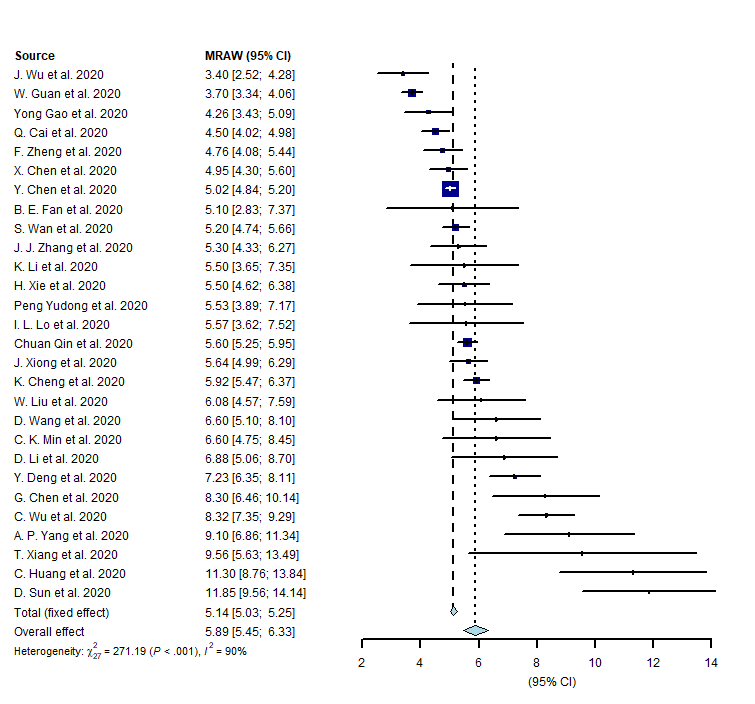 Source MRAW (95% CI)
J. Wu et al. 2020 3.40 [2.52; 4.28]
W. Guan et al. 2020 3.70 [3.34; 4.06]
Yong Gao et al. 2020 4.26 [3.43; 5.09]
Q. Cai et al. 2020 4.50 [4.02; 4.98]
F. Zheng et al. 2020 4.76 [4.08; 5.44]
X. Chen et al. 2020 4.95 [4.30; 5.60]
Y. Chen et al. 2020 5.02 [4.84; 5.20]
B. E. Fan et al. 2020 5.10 [2.83; 7.37]
S. Wan et al. 2020 5.20 [4.74; 5.66]
J. J. Zhang et al. 2020 5.30 [4.33; 6.27]
K. Li et al. 2020 5.50 [3.65; 7.35]
H. Xie et al. 2020 5.50 [4.62; 6.38]
Peng Yudong et al. 2020 5.53 [3.89; 7.17]
I. L. Lo et al. 2020 5.57 [3.62; 7.52]
Chuan Qin et al. 2020 5.60 [5.25; 5.95]
J. Xiong et al. 2020 5.64 [4.99; 6.29]
K. Cheng et al. 2020 5.92 [5.47; 6.37]
W. Liu et al. 2020 6.08 [4.57; 7.59]
D. Wang et al. 2020 6.60 [5.10; 8.10]
C. K. Min et al. 2020 6.60 [4.75; 8.45]
D. Li et al. 2020 6.88 [5.06; 8.70]
Y. Deng et al. 2020 7.23 [6.35; 8.11]
G. Chen et al. 2020 8.30 [6.46; 10.14]
C. Wu et al. 2020 8.32 [7.35; 9.29]
A. P. Yang et al. 2020 9.10 [6.86; 11.34]
T. Xiang et al. 2020 9.56 [5.63; 13.49]
C. Huang et al. 2020 11.30 [8.76; 13.84]
D. Sun et al. 2020 11.85 [9.56; 14.14]
Total (fixed effect) 5.14 [5.03; 5.25]
Overall effect 5.89 [5.45; 6.33]
Heterogeneity: χ²₂₇ = 271.19 (P < .001), I² = 90%
2 4 6 8 10 12 14
(95% CI)